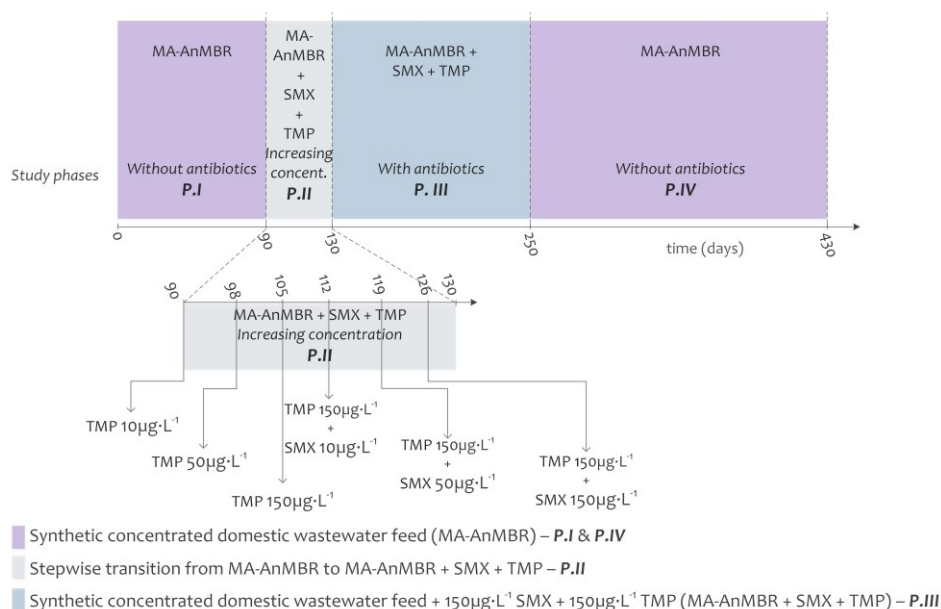 MA-AnMBR
MA-
AnMBR
+
SMX
+
TMP
Increasing
concent.
P.II
MA-AnMBR +
SMX + TMP
MA-AnMBR
Study phases
Without antibiotics
P.I
With antibiotics
P. III
Without antibiotics
P.IV
0
90
130
250
430
time (days)
90
98
105
112
119
126
130
MA-AnMBR + SMX + TMP
Increasing concentration
P.II
TMP 10µg·L⁻¹
TMP 50µg·L⁻¹
TMP 150µg·L⁻¹
TMP 150µg·L⁻¹
+
SMX 10µg·L⁻¹
TMP 150µg·L⁻¹
+
SMX 50µg·L⁻¹
TMP 150µg·L⁻¹
+
SMX 150µg·L⁻¹
Synthetic concentrated domestic wastewater feed (MA-AnMBR) – P.I & P.IV
Stepwise transition from MA-AnMBR to MA-AnMBR + SMX + TMP – P.II
Synthetic concentrated domestic wastewater feed + 150µg·L⁻¹ SMX + 150µg·L⁻¹ TMP (MA-AnMBR + SMX + TMP) – P.III